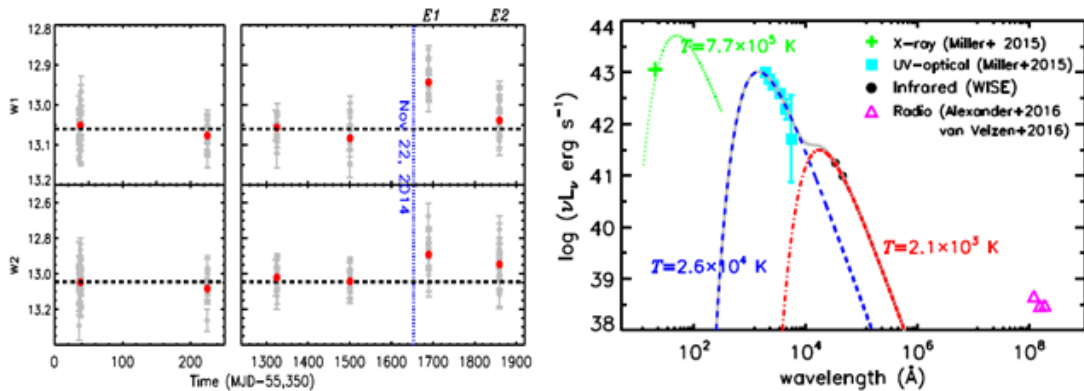 E1 E2
12.8
12.9
13.0
13.1
13.2
w1
12.6
12.8
13.0
13.2
w2
Nov 22, 2014
0 100 200 1300 1400 1500 1600 1700 1800 1900
Time (MJD-55,350)
44
43
42
41
40
39
38
log (νLν erg s⁻¹)
T=7.7×10⁵ K
X-ray (Miller+ 2015)
UV-optical (Miller+2015)
Infrared (WISE)
Radio (Alexander+2016
van Velzen+2016)
T=2.6×10⁴ K
T=2.1×10³ K
10² 10⁴ 10⁶ 10⁸
wavelength (Å)